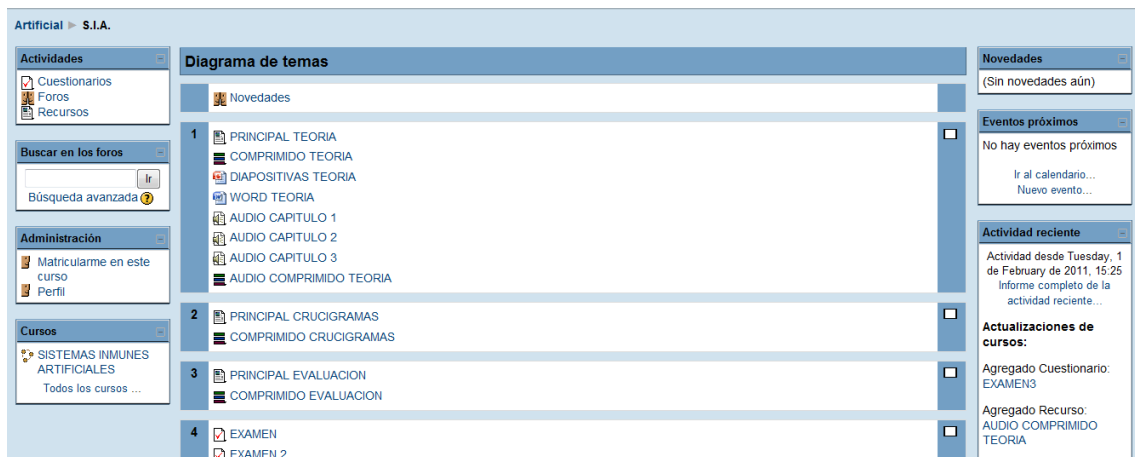 Artificial ► S.I.A.
Actividades
Cuestionarios
Foros
Recursos
Buscar en los foros
Ir
Búsqueda avanzada ?
Administración
Matricularme en este
curso
Perfil
Cursos
SISTEMAS INMUNES
ARTIFICIALES
Todos los cursos ...
Diagrama de temas
Novedades
1
PRINCIPAL TEORIA
COMPRIMIDO TEORIA
DIAPOSITIVAS TEORIA
WORD TEORIA
AUDIO CAPITULO 1
AUDIO CAPITULO 2
AUDIO CAPITULO 3
AUDIO COMPRIMIDO TEORIA
2
PRINCIPAL CRUCIGRAMAS
COMPRIMIDO CRUCIGRAMAS
3
PRINCIPAL EVALUACION
COMPRIMIDO EVALUACION
4
EXAMEN
EXAMEN 2
Novedades
(Sin novedades aún)
Eventos próximos
No hay eventos próximos
Ir al calendario...
Nuevo evento...
Actividad reciente
Actividad desde Tuesday, 1
de February de 2011, 15:25
Informe completo de la
actividad reciente...
Actualizaciones de
cursos:
Agregado Cuestionario:
EXAMEN3
Agregado Recurso:
AUDIO COMPRIMIDO
TEORIA